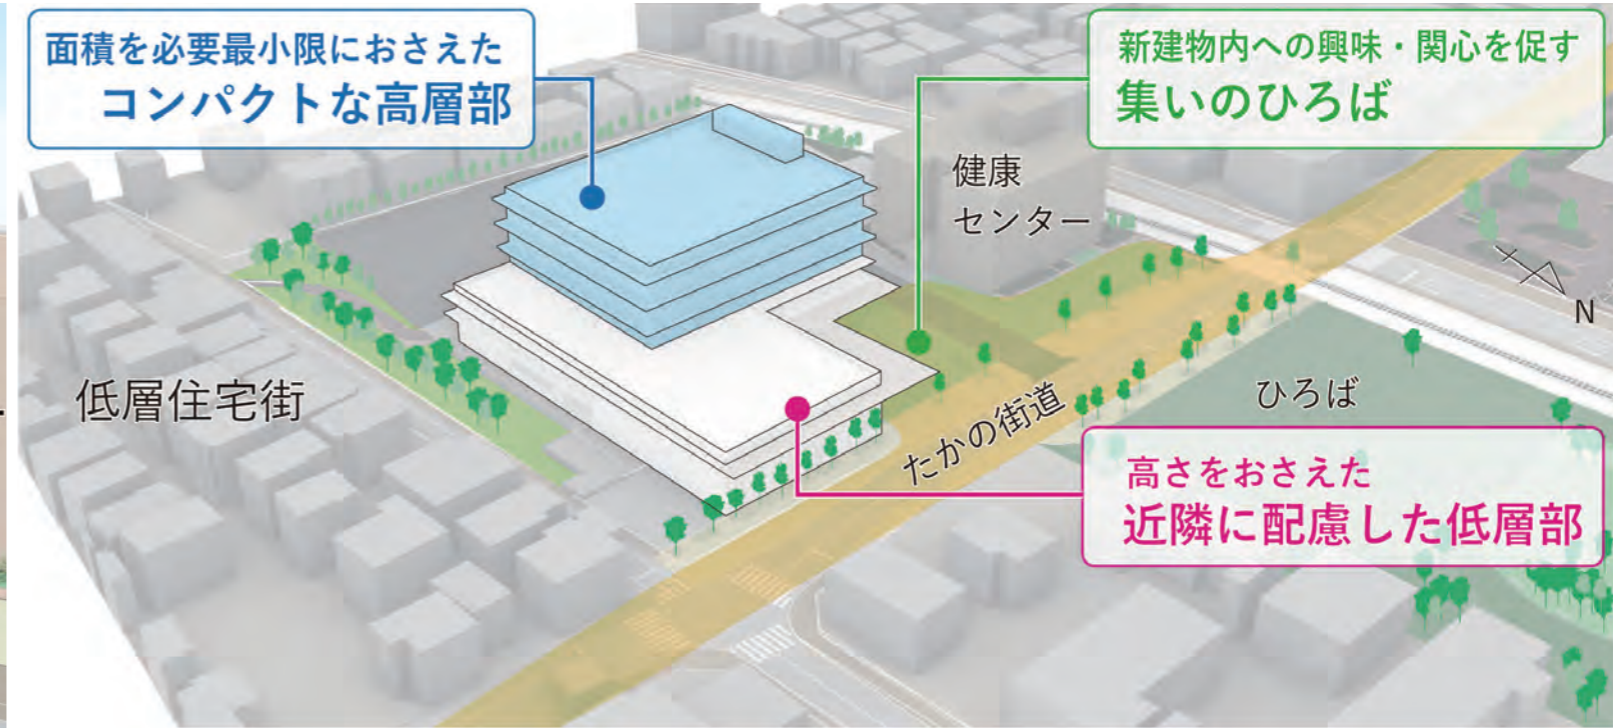 面積を必要最小限におさえた
コンパクトな高層部
新建物内への興味・関心を促す
集いのひろば
健康
センター
N
低層住宅街
たかの街道
ひろば
高さをおさえた
近隣に配慮した低層部